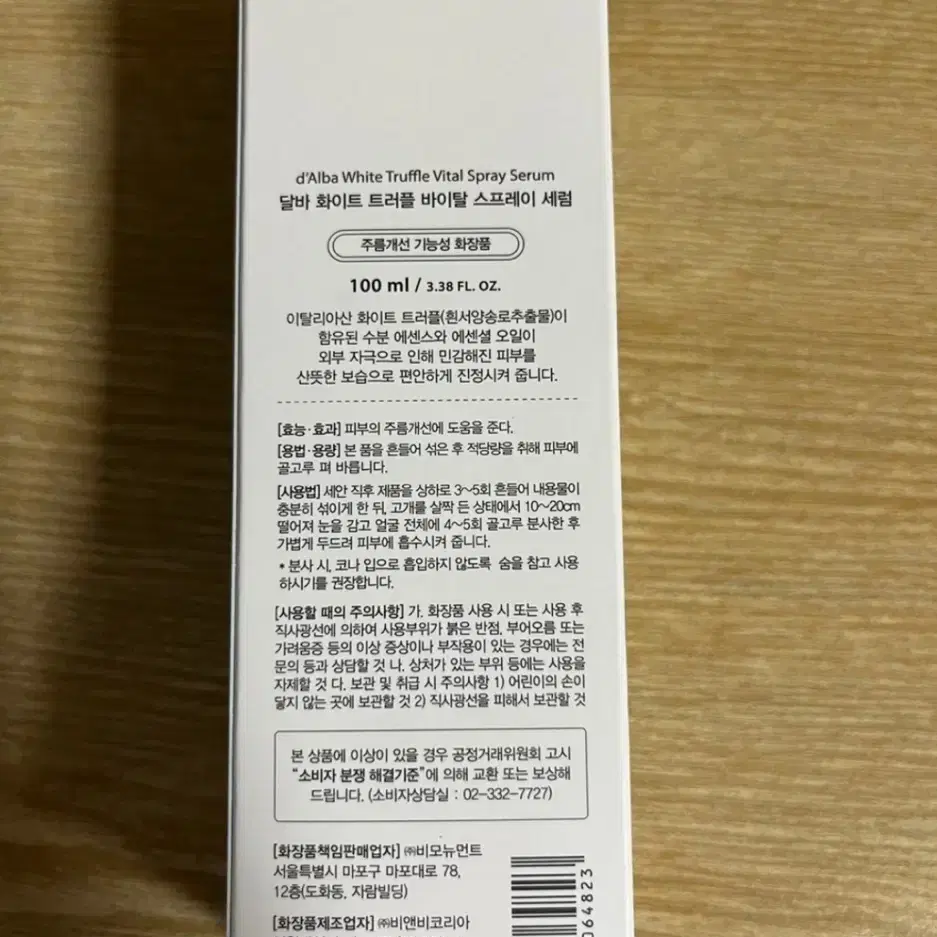 d'Alba White Truffle Vital Spray Serum
달바 화이트 트러플 바이탈 스프레이 세럼
주름개선 기능성 화장품
100 ml / 3.38 FL. OZ.
이탈리아산 화이트 트러플(흰서양송로추출물)이
함유된 수분 에센스와 에센셜 오일이
외부 자극으로 인해 민감해진 피부를
산뜻한 보습으로 편안하게 진정시켜 줍니다.
[효능·효과] 피부의 주름개선에 도움을 준다.
[용법·용량] 본 품을 흔들어 섞은 후 적당량을 취해 피부에
골고루 펴 바릅니다.
[사용법] 세안 직후 제품을 상하로 3~5회 흔들어 내용물이
충분히 섞이게 한 뒤, 고개를 살짝 든 상태에서 10~20cm
떨어져 눈을 감고 얼굴 전체에 4~5회 골고루 분사한 후
가볍게 두드려 피부에 흡수시켜 줍니다.
* 분사 시, 코나 입으로 흡입하지 않도록 숨을 참고 사용
하시기를 권장합니다.
[사용할 때의 주의사항] 가. 화장품 사용 시 또는 사용 후
직사광선에 의하여 사용부위가 붉은 반점, 부어오름 또는
가려움증 등의 이상 증상이나 부작용이 있는 경우에는 전
문의 등과 상담할 것 나. 상처가 있는 부위 등에는 사용을
자제할 것 다. 보관 및 취급 시 주의사항 1) 어린이의 손이
닿지 않는 곳에 보관할 것 2) 직사광선을 피해서 보관할 것
본 상품에 이상이 있을 경우 공정거래위원회 고시
"소비자 분쟁 해결기준"에 의해 교환 또는 보상해
드립니다. (소비자상담실 : 02-332-7727)
[화장품책임판매업자] ㈜비모뉴먼트
서울특별시 마포구 마포대로 78,
12층(도화동, 자람빌딩)
[화장품제조업자] ㈜비앤비코리아
064823